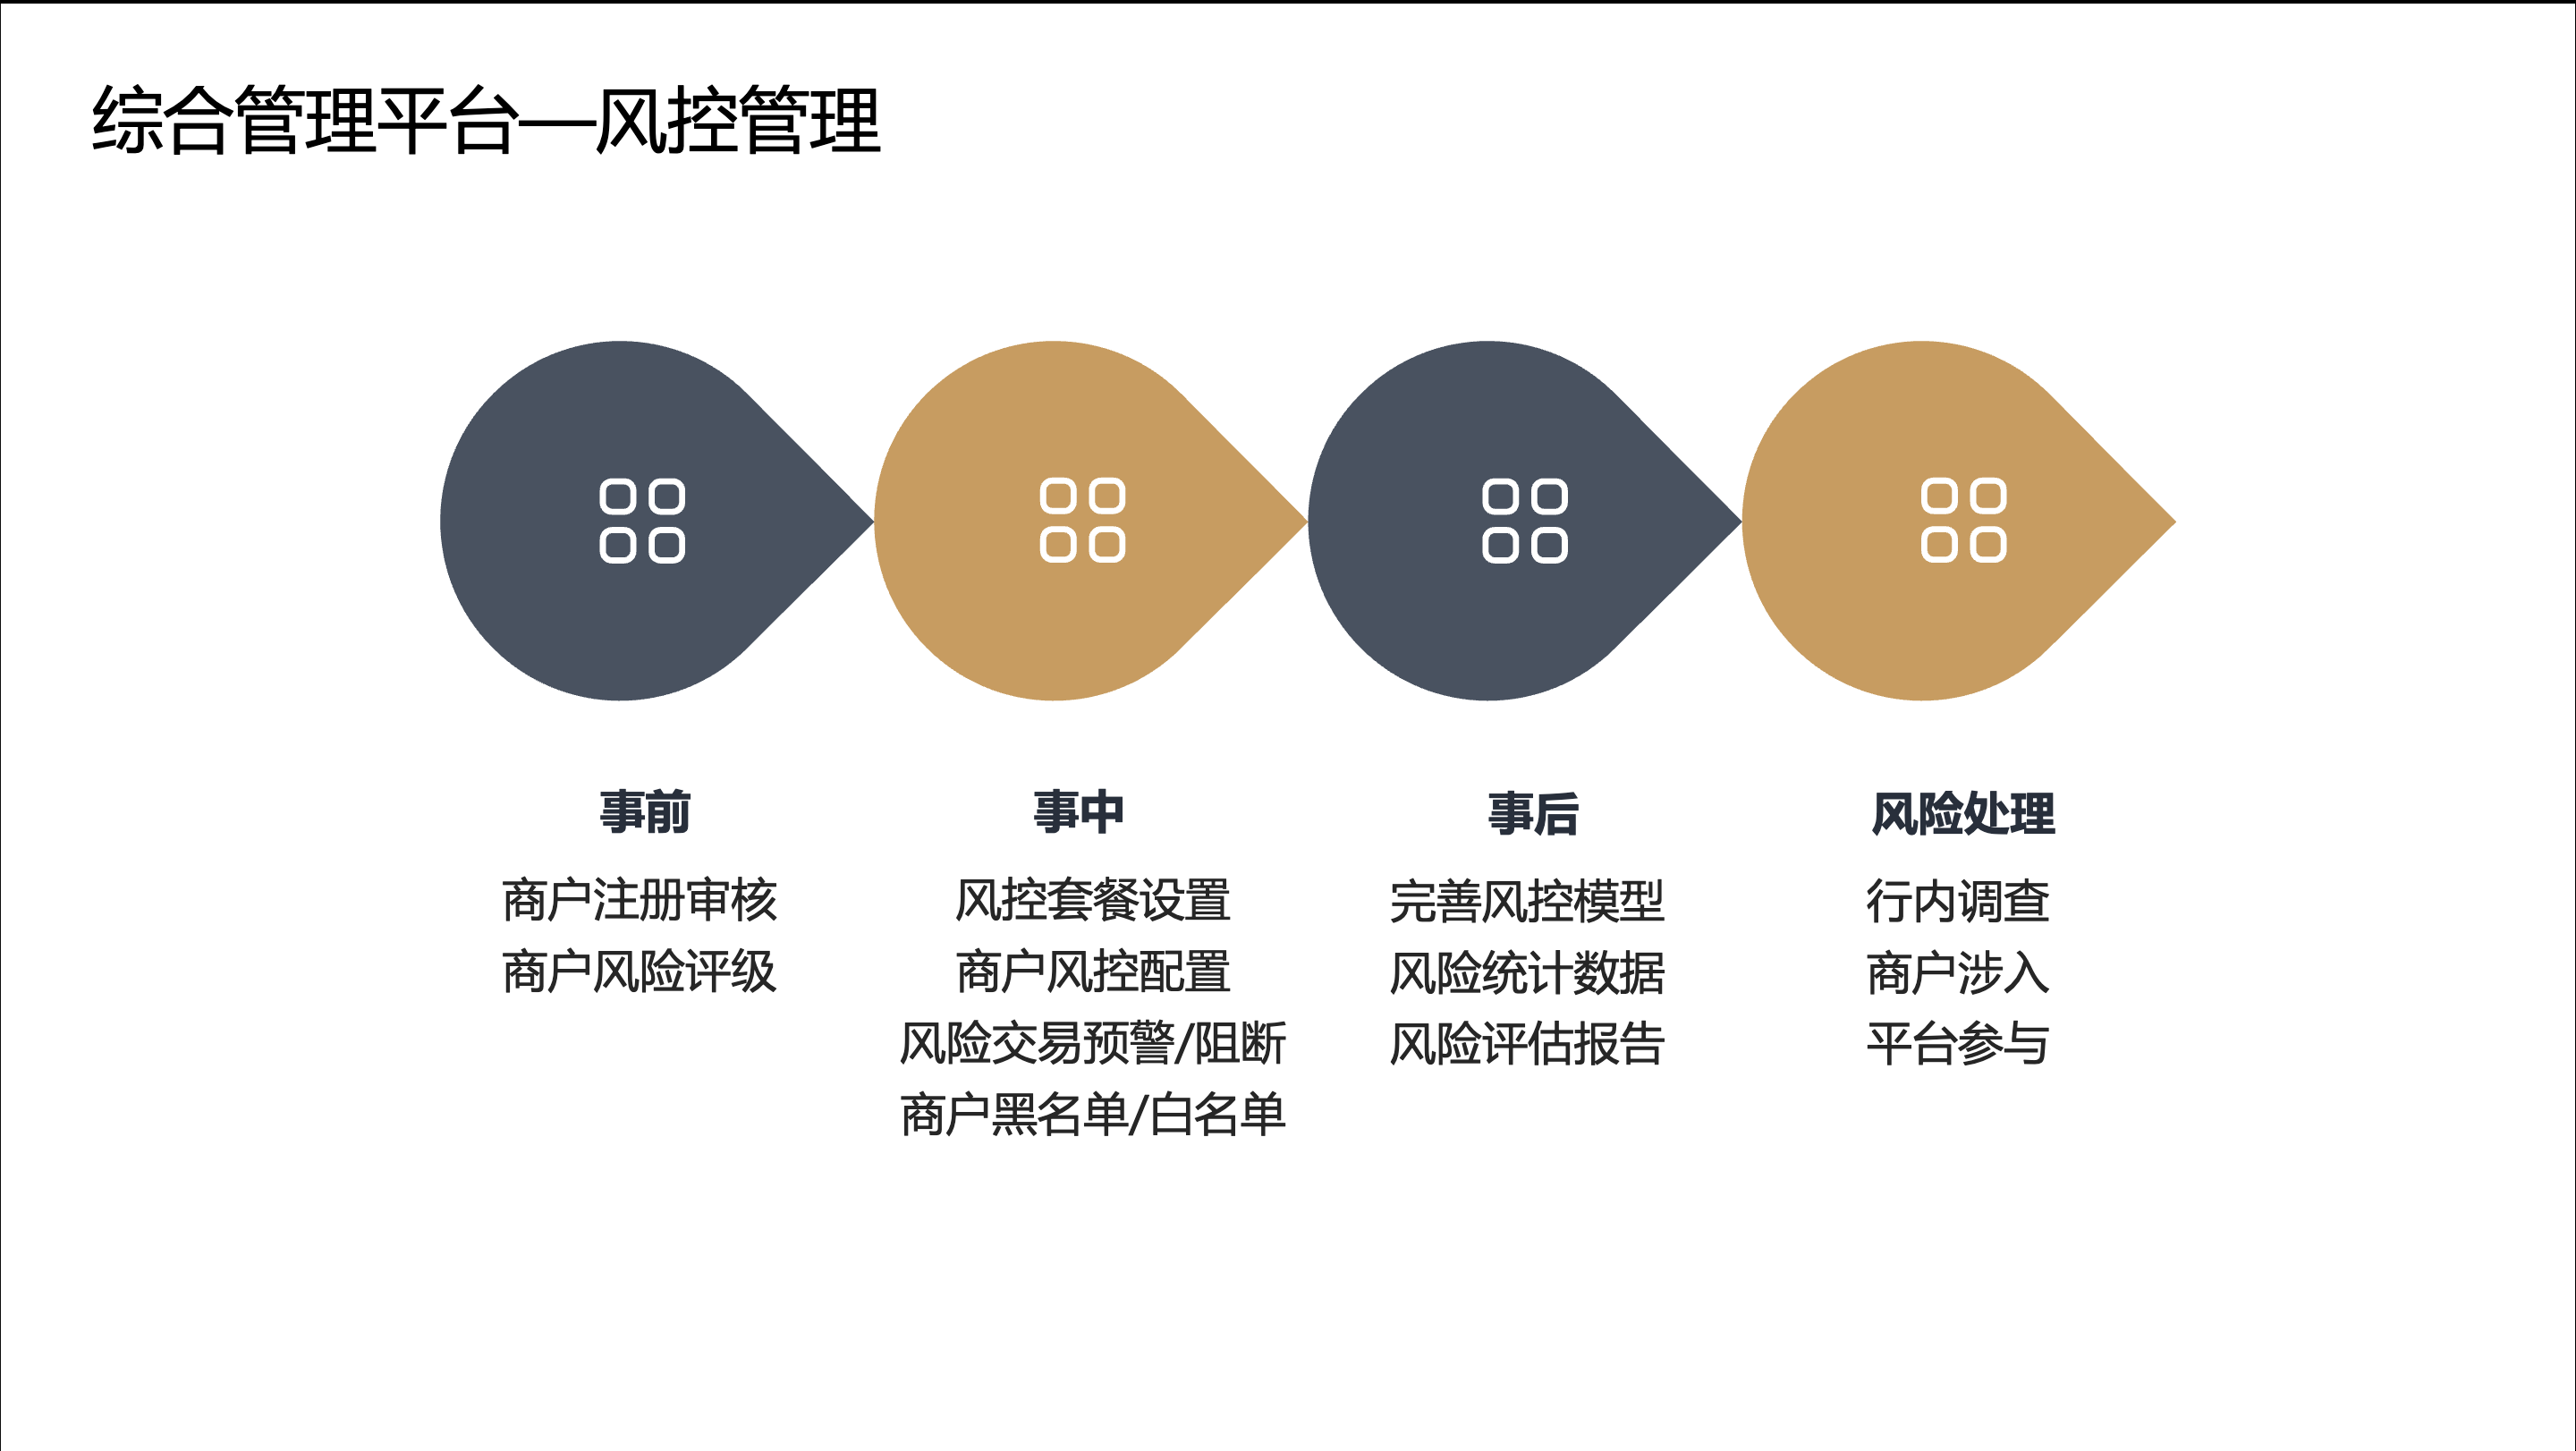 综合管理平台—风控管理
事前
商户注册审核
商户风险评级
事中
风控套餐设置
商户风控配置
风险交易预警/阻断
商户黑名单/白名单
事后
完善风控模型
风险统计数据
风险评估报告
风险处理
行内调查
商户涉入
平台参与